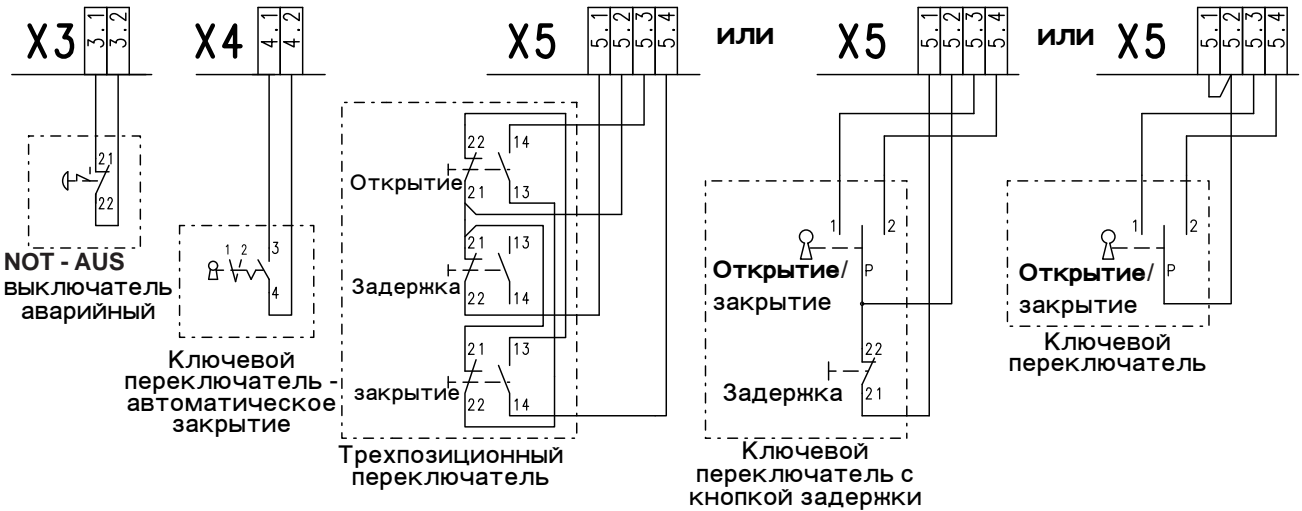 X3
3.1
3.2
21
22
NOT - AUS
выключатель
аварийный
X4
4.1
4.2
1 2 3
4
Ключевой
переключатель -
автоматическое
закрытие
X5
5.1
5.2
5.3
5.4
22 14
Открытие
21 13
21 13
Задержка
22 14
21 13
закрытие
22 14
Трехпозиционный
переключатель
или
X5
5.1
5.2
5.3
5.4
1 2
Открытие/ P
закрытие
22
Задержка 21
Ключевой
переключатель с
кнопкой задержки
или
X5
5.1
5.2
5.3
5.4
1 2
Открытие/ P
закрытие
Ключевой
переключатель